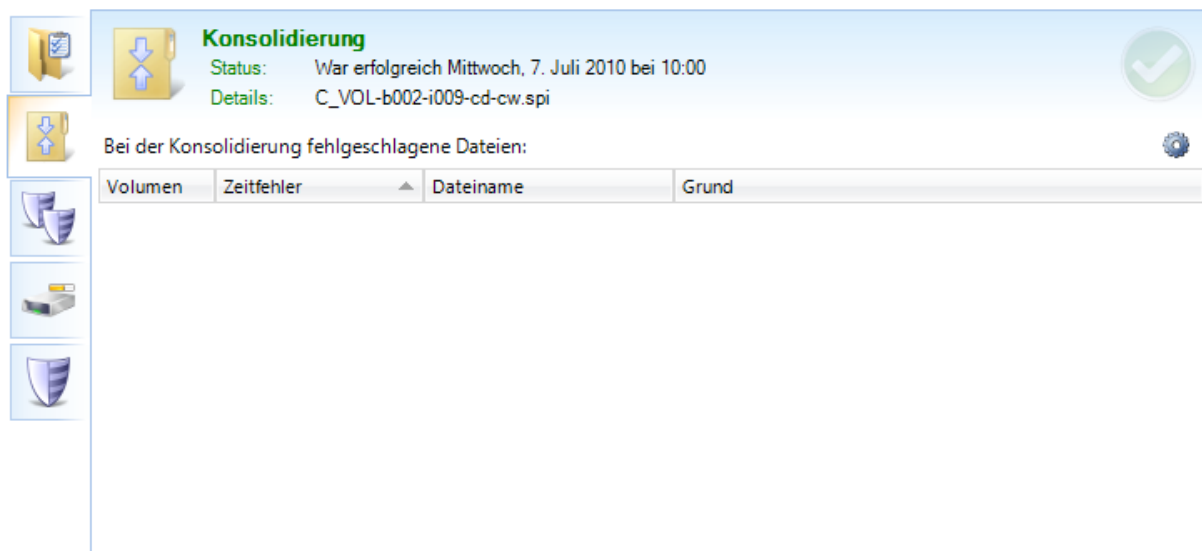 Konsolidierung
Status: War erfolgreich Mittwoch, 7. Juli 2010 bei 10:00
Details: C_VOL-b002-i009-cd-cw.spi
Bei der Konsolidierung fehlgeschlagene Dateien:
Volumen Zeitfehler Dateiname Grund